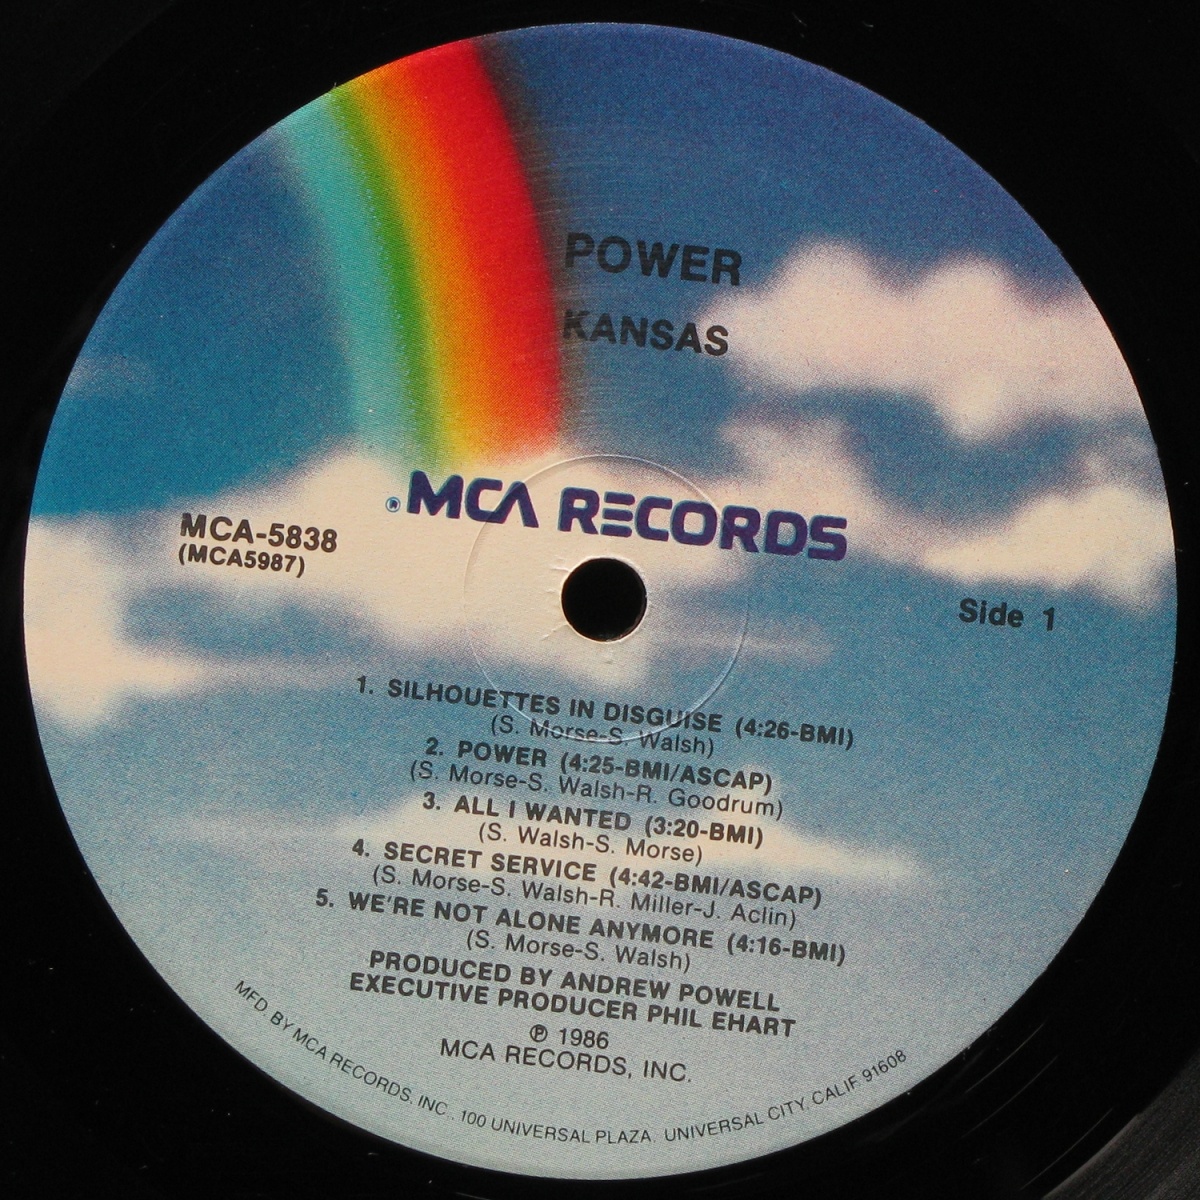 POWER
KANSAS
® MCA RECORDS
MCA-5838
(MCA5987)
Side 1
1. SILHOUETTES IN DISGUISE (4:26-BMI)
(S. Morse-S. Walsh)
2. POWER (4:25-BMI/ASCAP)
(S. Morse-S. Walsh-R. Goodrum)
3. ALL I WANTED (3:20-BMI)
(S. Walsh-S. Morse)
4. SECRET SERVICE (4:42-BMI/ASCAP)
(S. Morse-S. Walsh-R. Miller-J. Aclin)
5. WE'RE NOT ALONE ANYMORE (4:16-BMI)
(S. Morse-S. Walsh)
PRODUCED BY ANDREW POWELL
EXECUTIVE PRODUCER PHIL EHART
℗ 1986
MCA RECORDS, INC.
MFD BY MCA RECORDS, INC., 100 UNIVERSAL PLAZA, UNIVERSAL CITY, CALIF. 91608